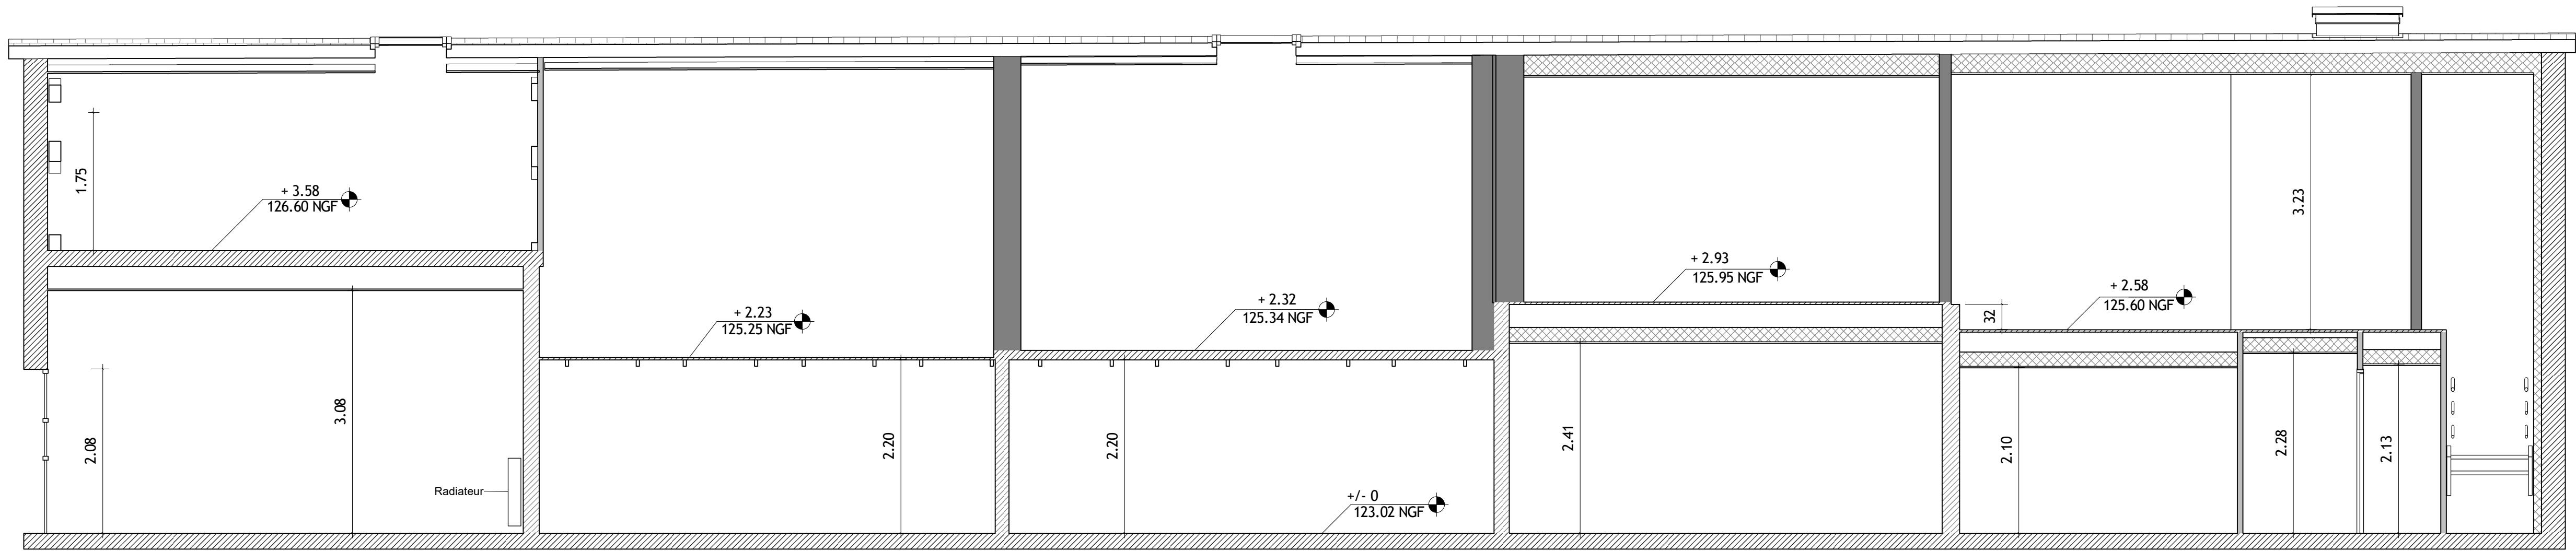 1.75
+ 3.58
126.60 NGF
2.08
3.08
Radiateur
+ 2.23
125.25 NGF
2.20
+ 2.32
125.34 NGF
2.20
+/- 0
123.02 NGF
+ 2.93
125.95 NGF
2.41
32
+ 2.58
125.60 NGF
3.23
2.10
2.28
2.13